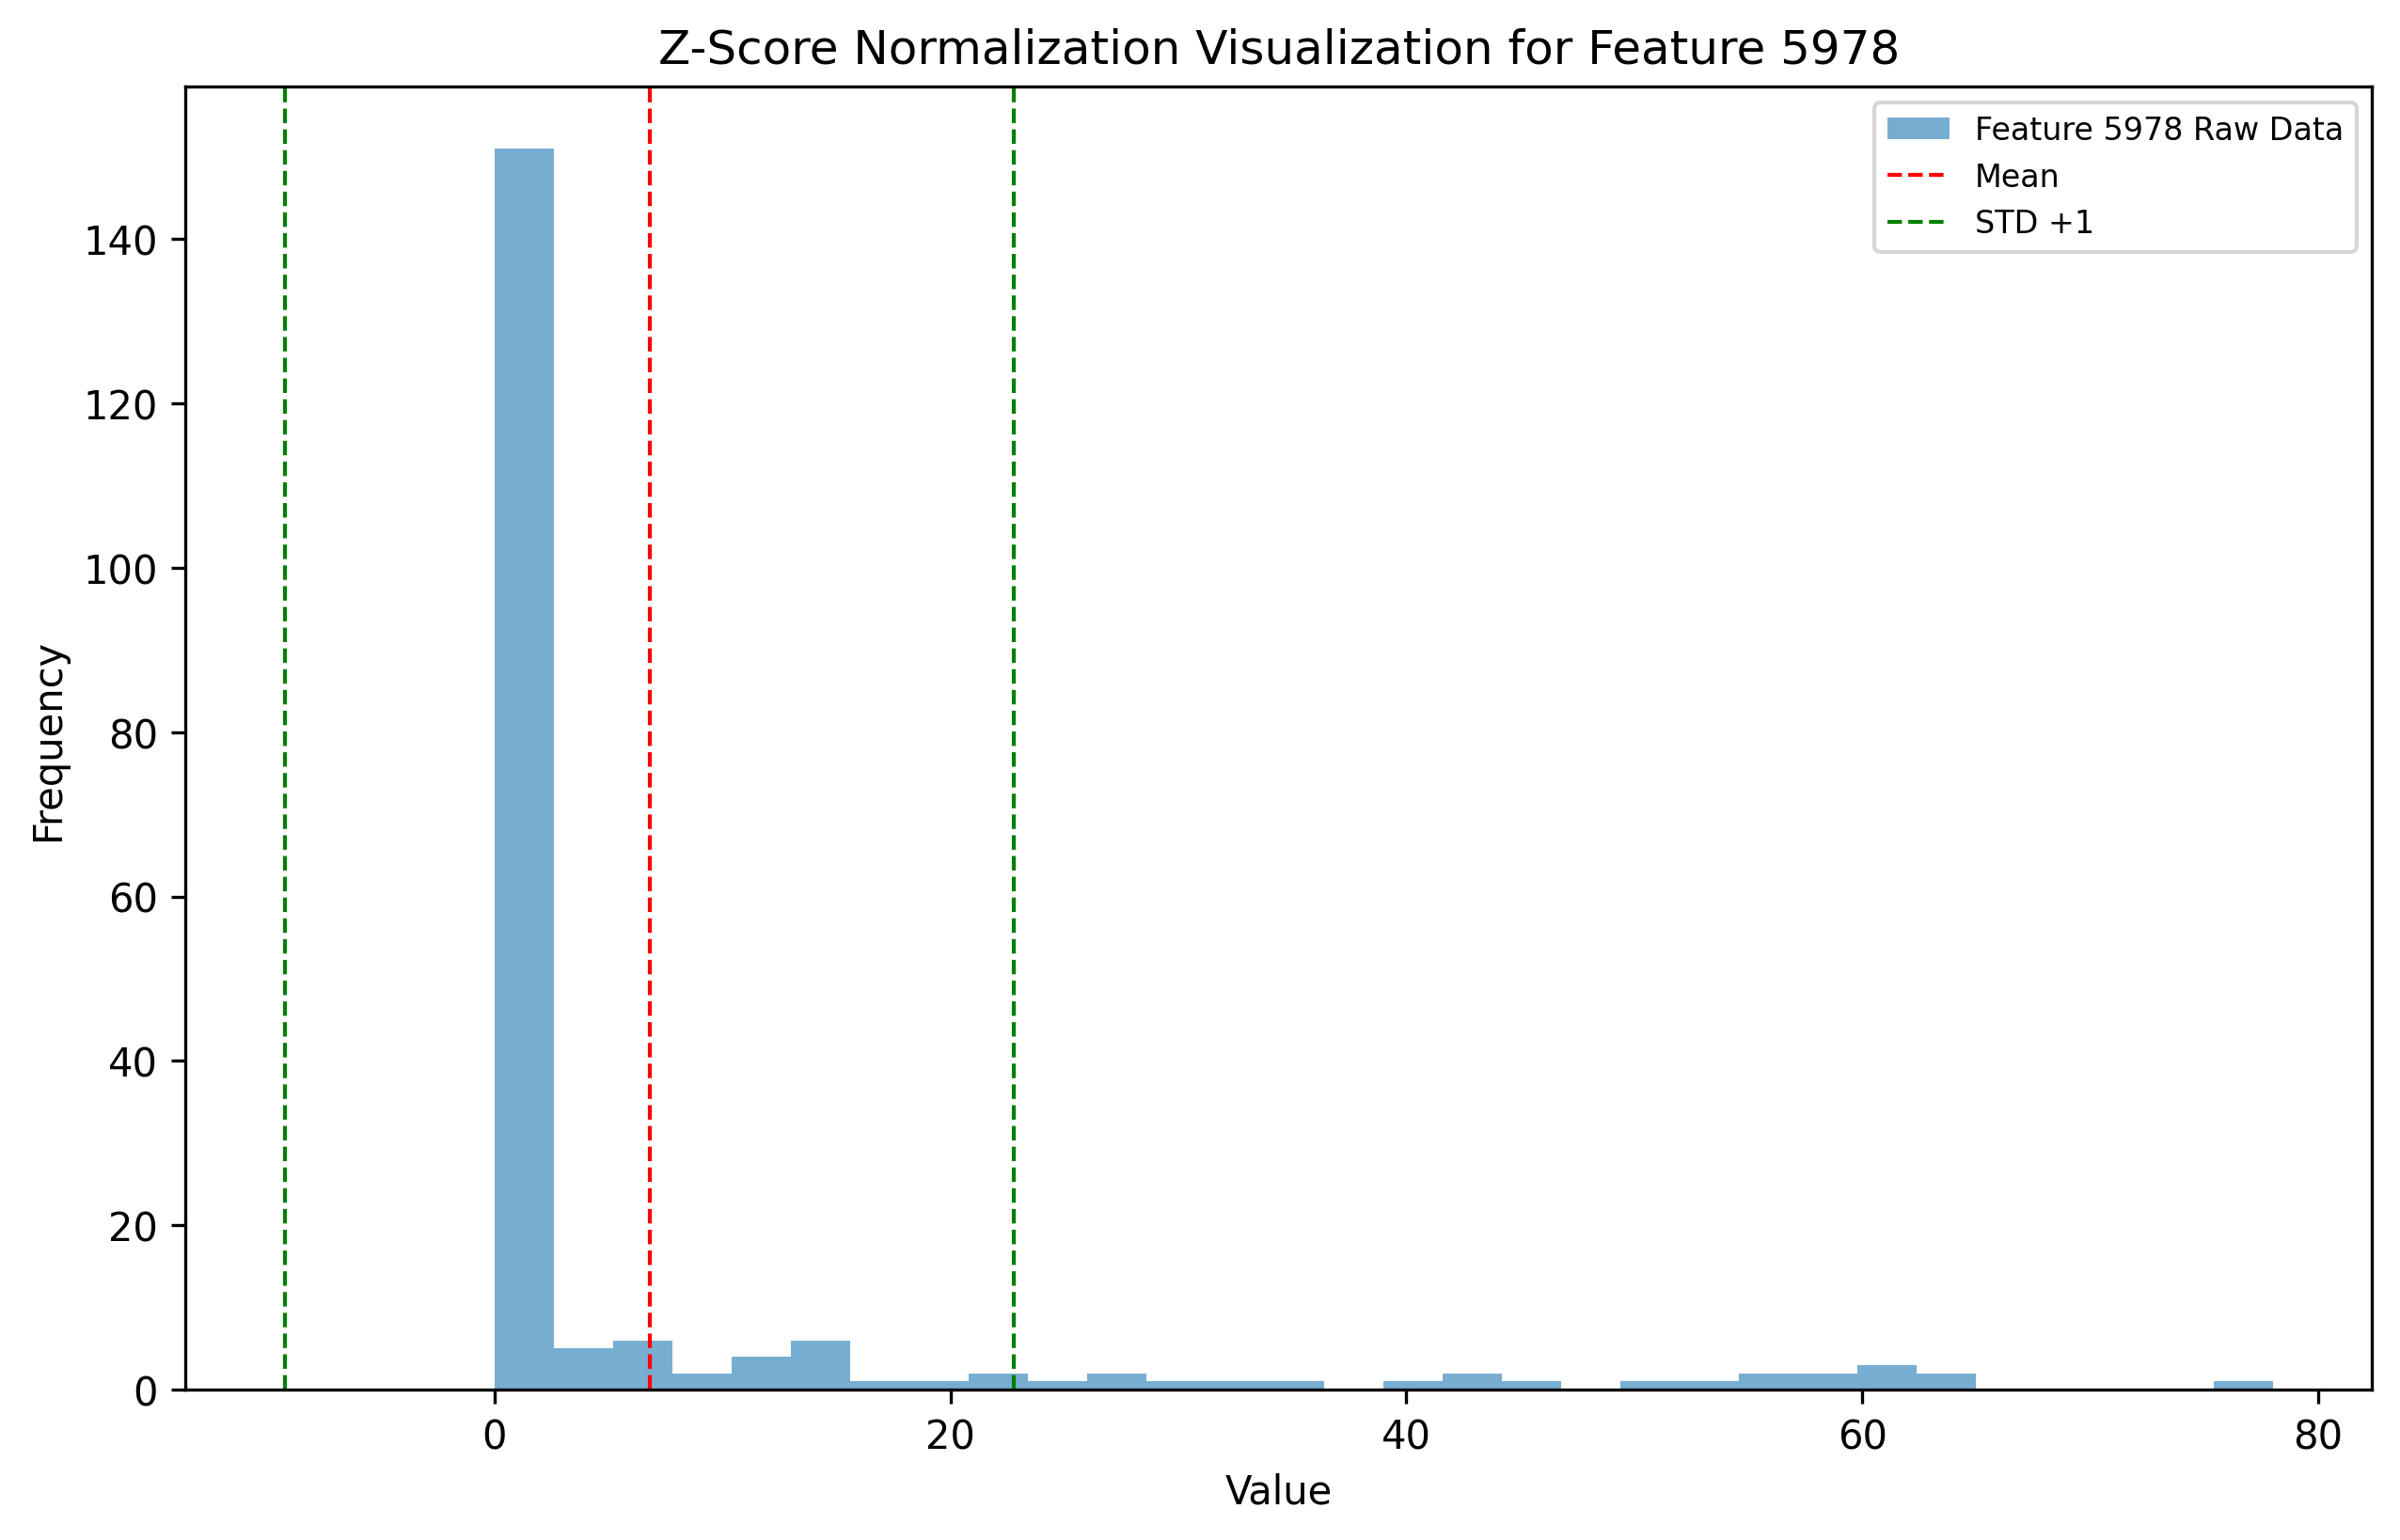 Z-Score Normalization Visualization for Feature 5978
Feature 5978 Raw Data
Mean
STD +1
140
120
100
80
60
40
20
0
Frequency
0 20 40 60 80
Value